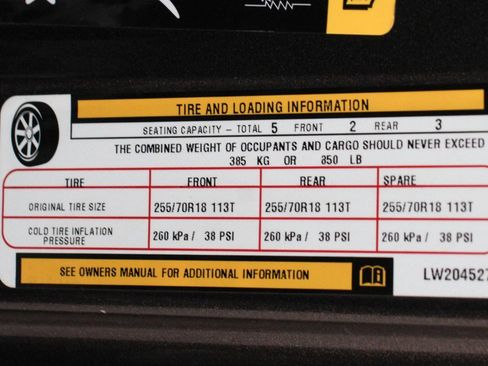 TIRE AND LOADING INFORMATION
SEATING CAPACITY - TOTAL 5 FRONT 2 REAR 3
THE COMBINED WEIGHT OF OCCUPANTS AND CARGO SHOULD NEVER EXCEED
385 KG OR 850 LB
TIRE FRONT REAR SPARE
ORIGINAL TIRE SIZE 255/70R18 113T 255/70R18 113T 255/70R18 113T
COLD TIRE INFLATION PRESSURE 260 kPa / 38 PSI 260 kPa / 38 PSI 260 kPa / 38 PSI
SEE OWNERS MANUAL FOR ADDITIONAL INFORMATION
LW204527